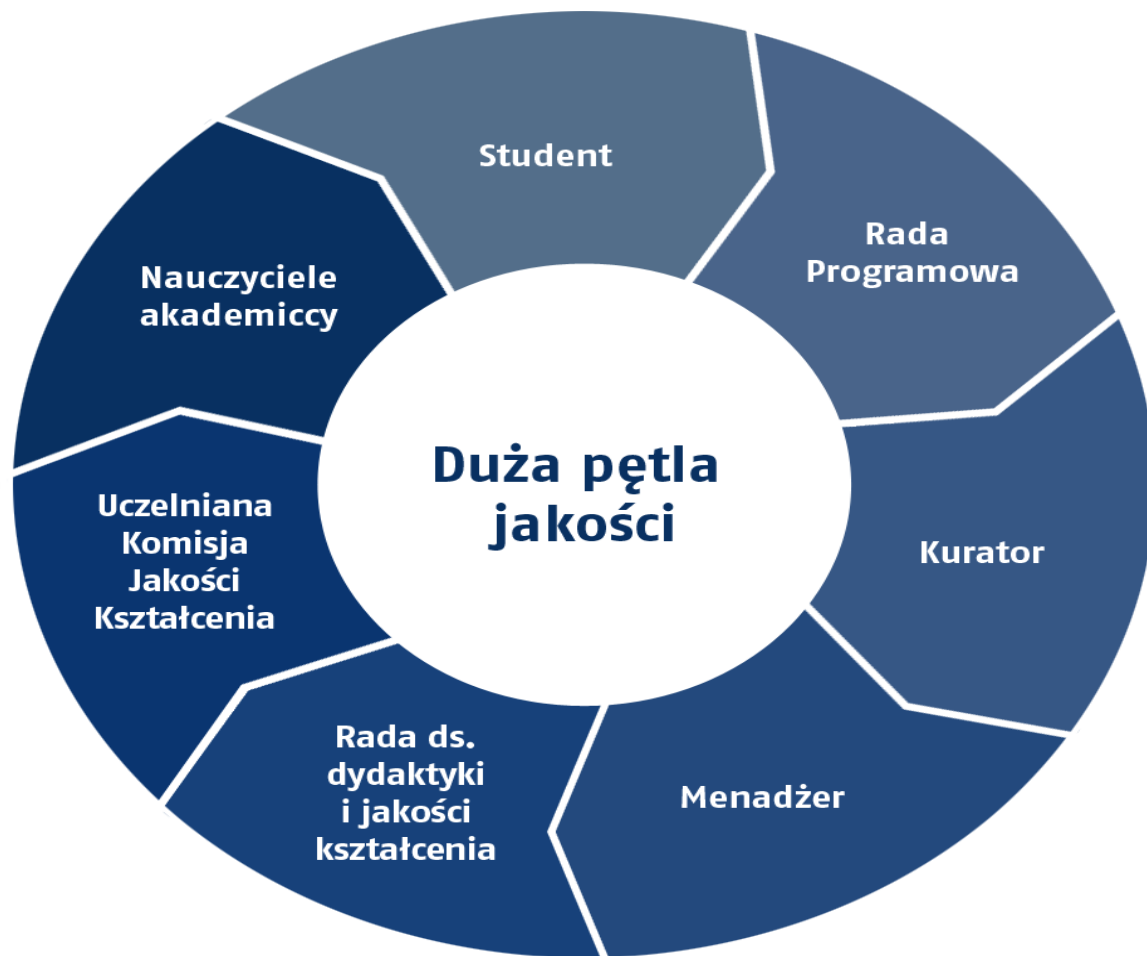 Student
Rada
Programowa
Kurator
Menadżer
Rada ds.
dydaktyki
i jakości
kształcenia
Uczelniana
Komisja
Jakości
Kształcenia
Nauczyciele
akademiccy
Duża pętla
jakości